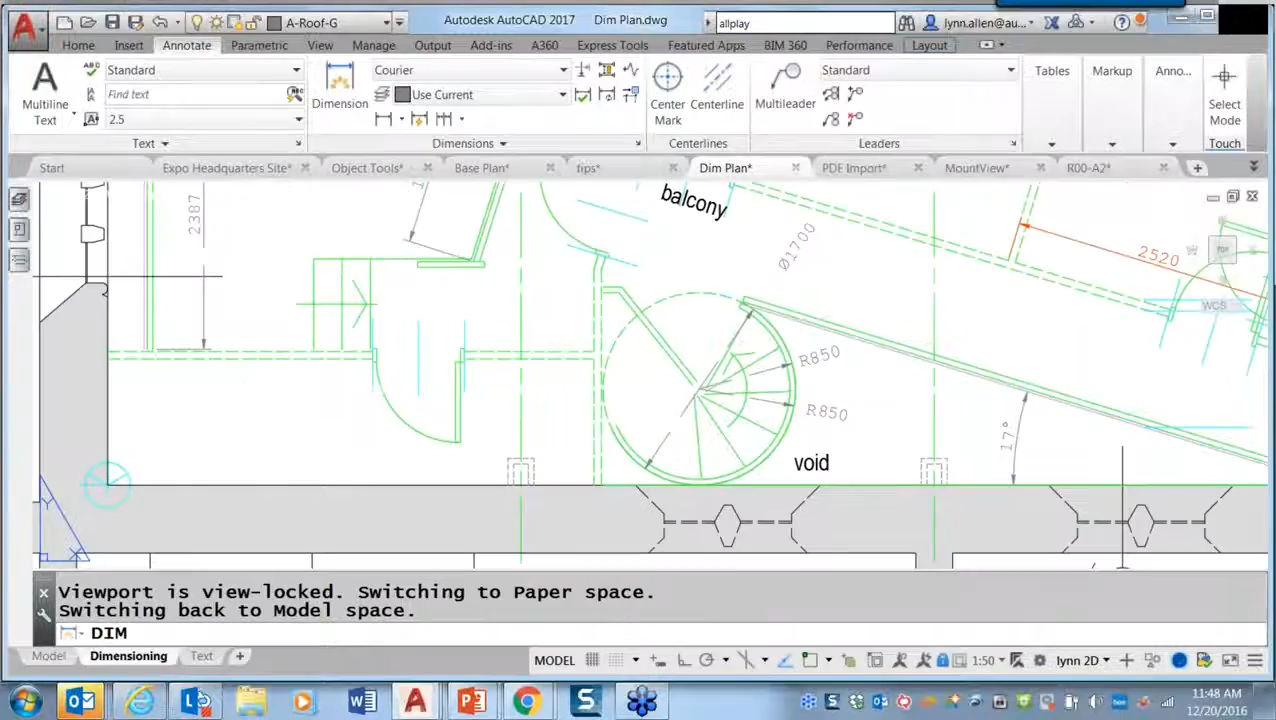 A-Roof-G
Autodesk AutoCAD 2017 Dim Plan.dwg
allplay
lynn.allen@au...
Home Insert Annotate Parametric View Manage Output Add-ins A360 Express Tools Featured Apps BIM 360 Performance Layout
Standard
Find text
2.5
Multiline
Text
Dimension
Courier
Use Current
Center
Mark
Centerline
Multileader
Standard
Tables
Markup
Anno...
Select
Mode
Text
Dimensions
Centerlines
Leaders
Touch
Start Expo Headquarters Site* Object Tools* Base Plan* tips* Dim Plan* PDF Import* MountView* R00-A2*
2387
balcony
Ø1700
2520
TOP
WCS
R850
R850
17°
void
Y
X
Viewport is view-locked. Switching to Paper space.
Switching back to Model space.
DIM
Model Dimensioning Text
MODEL
1:50
lynn 2D
11:48 AM
12/20/2016